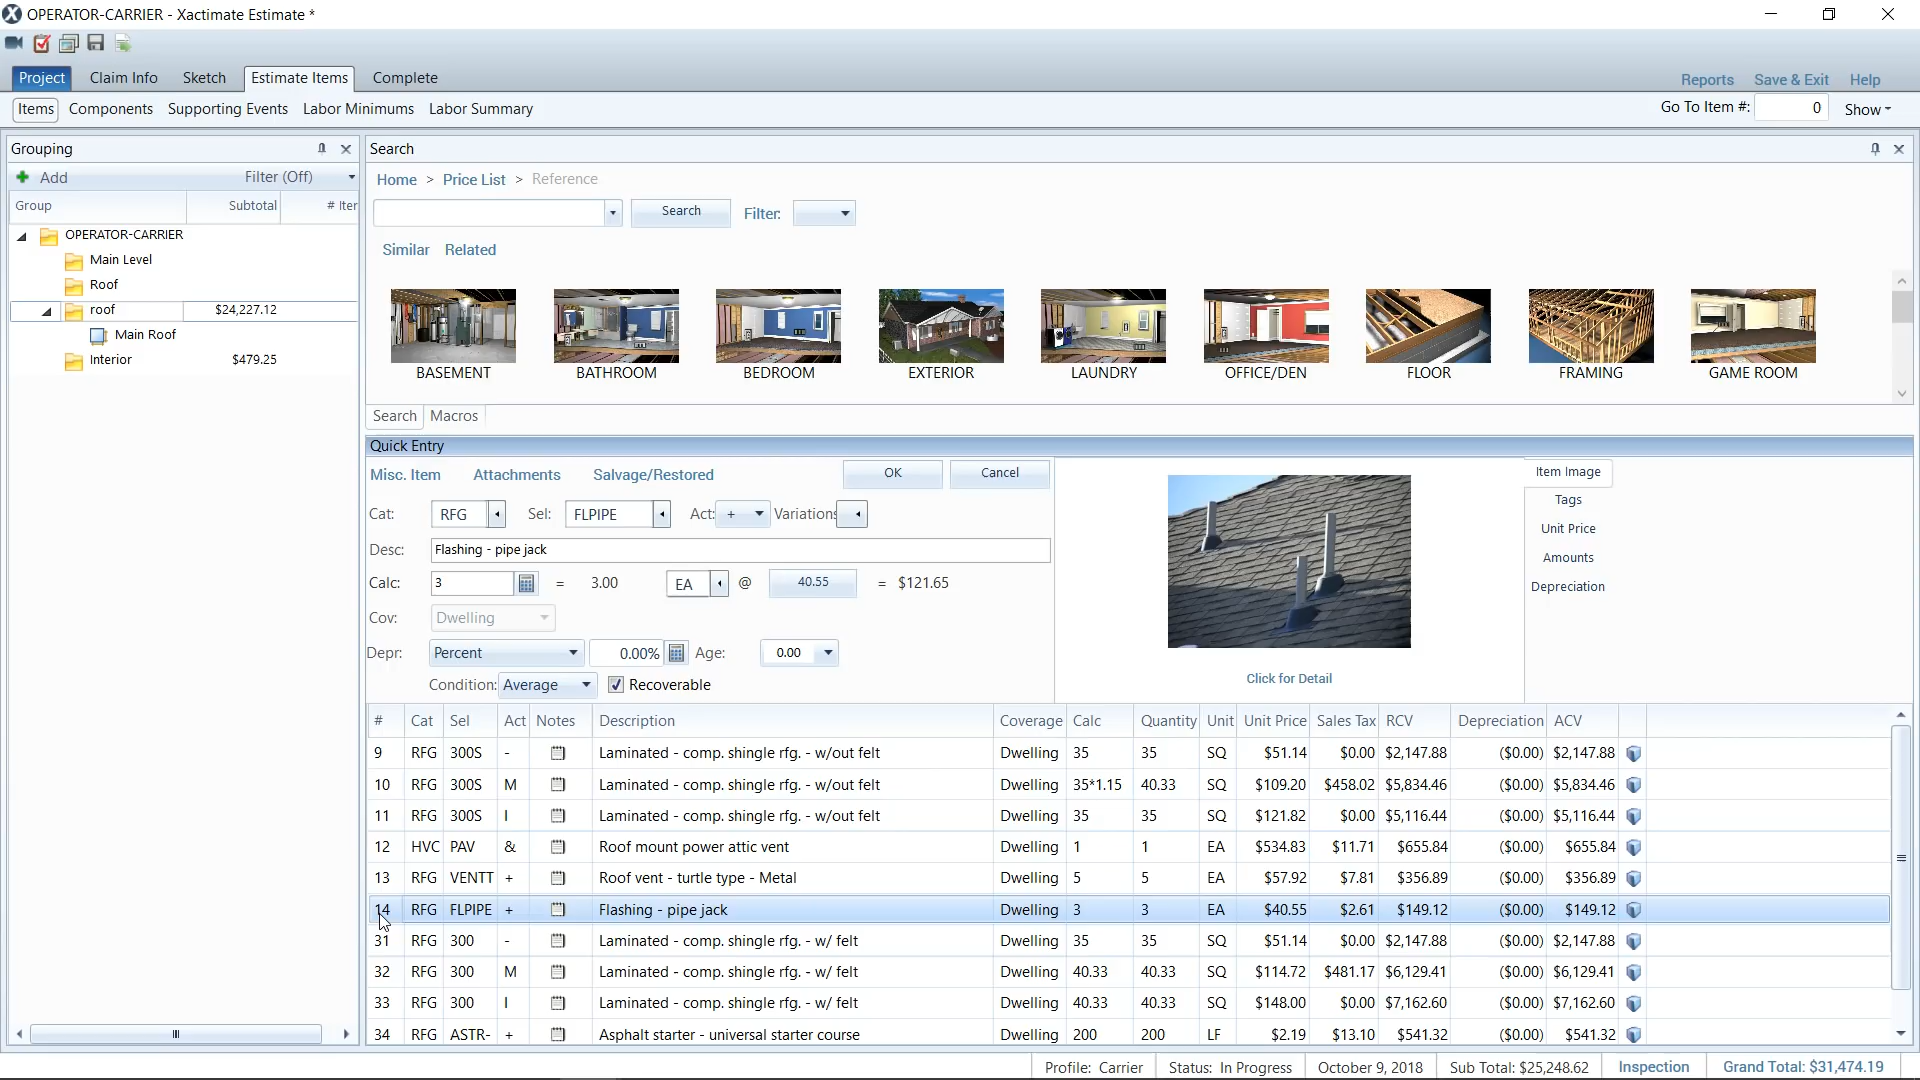 OPERATOR-CARRIER - Xactimate Estimate *
Project Claim Info Sketch Estimate Items Complete
Reports Save & Exit Help
Items Components Supporting Events Labor Minimums Labor Summary
Go To Item #: 0 Show
Grouping
Add Filter (Off)
Group Subtotal # Iter
OPERATOR-CARRIER
Main Level
Roof
roof $24,227.12
Main Roof
Interior $479.25
Search
Home > Price List > Reference
Search Filter:
Similar Related
BASEMENT BATHROOM BEDROOM EXTERIOR LAUNDRY OFFICE/DEN FLOOR FRAMING GAME ROOM
Search Macros
Quick Entry
Misc. Item Attachments Salvage/Restored OK Cancel
Cat: RFG Sel: FLPIPE Act: + Variations
Desc: Flashing - pipe jack
Calc: 3 = 3.00 EA @ 40.55 = $121.65
Cov: Dwelling
Depr: Percent 0.00% Age: 0.00
Condition: Average Recoverable
Click for Detail
Item Image
Tags
Unit Price
Amounts
Depreciation
# Cat Sel Act Notes Description Coverage Calc Quantity Unit Unit Price Sales Tax RCV Depreciation ACV
9 RFG 300S - Laminated - comp. shingle rfg. - w/out felt Dwelling 35 35 SQ $51.14 $0.00 $2,147.88 ($0.00) $2,147.88
10 RFG 300S M Laminated - comp. shingle rfg. - w/out felt Dwelling 35*1.15 40.33 SQ $109.20 $458.02 $5,834.46 ($0.00) $5,834.46
11 RFG 300S I Laminated - comp. shingle rfg. - w/out felt Dwelling 35 35 SQ $121.82 $0.00 $5,116.44 ($0.00) $5,116.44
12 HVC PAV & Roof mount power attic vent Dwelling 1 1 EA $534.83 $11.71 $655.84 ($0.00) $655.84
13 RFG VENTT + Roof vent - turtle type - Metal Dwelling 5 5 EA $57.92 $7.81 $356.89 ($0.00) $356.89
14 RFG FLPIPE + Flashing - pipe jack Dwelling 3 3 EA $40.55 $2.61 $149.12 ($0.00) $149.12
31 RFG 300 - Laminated - comp. shingle rfg. - w/ felt Dwelling 35 35 SQ $51.14 $0.00 $2,147.88 ($0.00) $2,147.88
32 RFG 300 M Laminated - comp. shingle rfg. - w/ felt Dwelling 40.33 40.33 SQ $114.72 $481.17 $6,129.41 ($0.00) $6,129.41
33 RFG 300 I Laminated - comp. shingle rfg. - w/ felt Dwelling 40.33 40.33 SQ $148.00 $0.00 $7,162.60 ($0.00) $7,162.60
34 RFG ASTR- + Asphalt starter - universal starter course Dwelling 200 200 LF $2.19 $13.10 $541.32 ($0.00) $541.32
Profile: Carrier Status: In Progress October 9, 2018 Sub Total: $25,248.62 Inspection Grand Total: $31,474.19